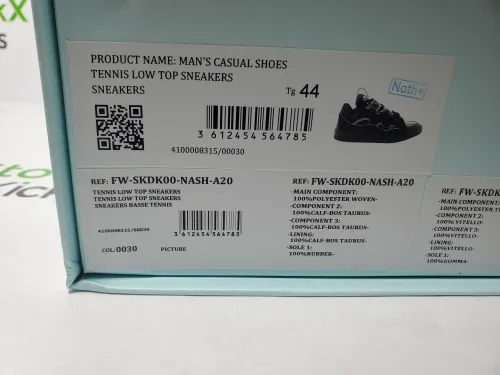 PRODUCT NAME: MAN'S CASUAL SHOES
TENNIS LOW TOP SNEAKERS
SNEAKERS
Tg 44
3 612454 564785
4100008315/00030
REF: FW-SKDK00-NASH-A20
TENNIS LOW TOP SNEAKERS
TENNIS LOW TOP SNEAKERS
SNEAKERS BASSE TENNIS
4100008315/00030
3 612454 564785
COL:0030
PICTURE
REF: FW-SKDK00-NASH-A20
-MAIN COMPONENT:
100%POLYESTER WOVEN-
-COMPONENT 2:
100%CALF-BOS TAURUS-
-COMPONENT 3:
100%CALF-BOS TAURUS-
-LINING:
100%CALF-BOS TAURUS-
-SOLE 1:
100%RUBBER-
REF: FW-SKDK
-MAIN COMPONENT:
100%POLYESTER
-COMPONENT 2:
100%VITELLO-
-COMPONENT 3:
100%VITELLO-
-LINING:
100%VITELLO-
-SOLE 1:
100%GOMMA-